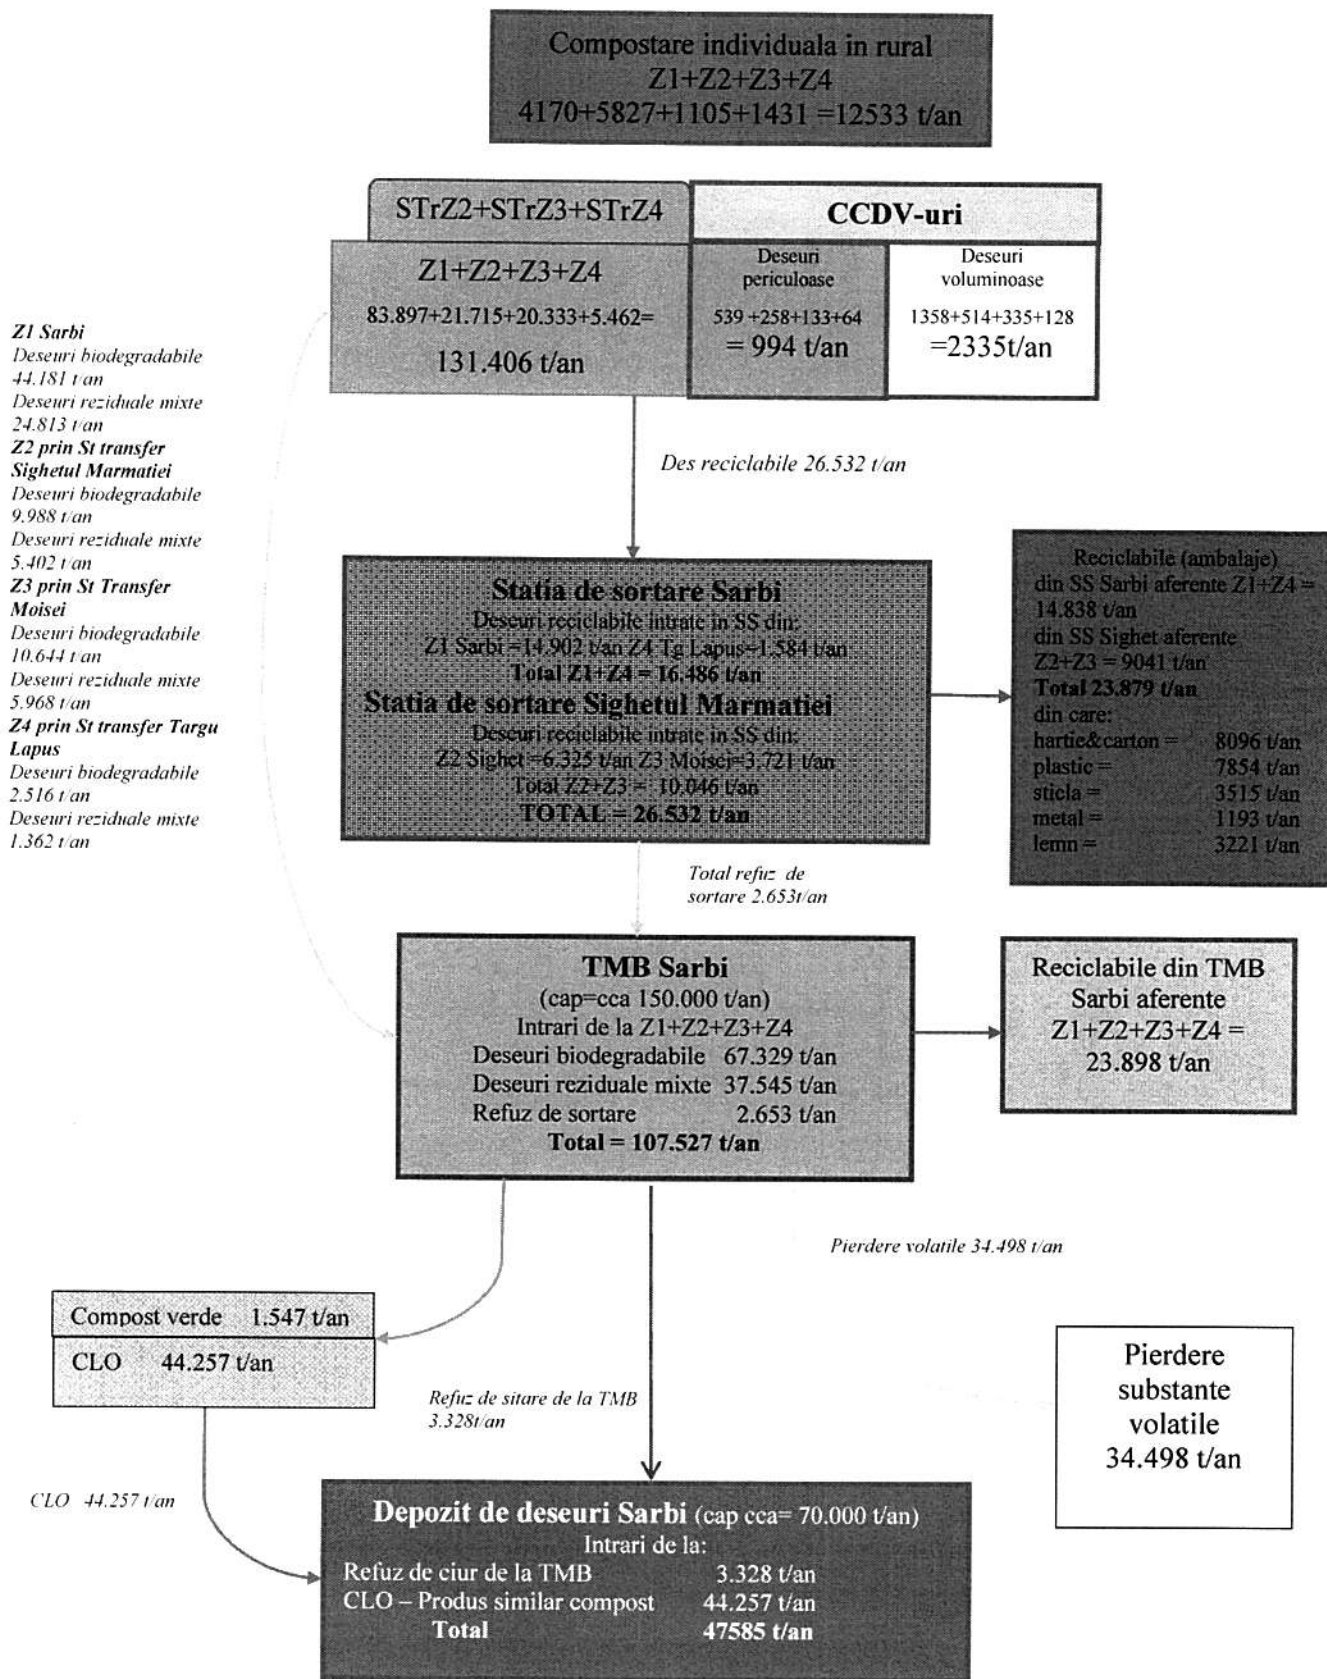 Compostare individuala in rural
Z1+Z2+Z3+Z4
4170+5827+1105+1431 =12533 t/an
STrZ2+STrZ3+STrZ4
CCDV-uri
Z1+Z2+Z3+Z4
83.897+21.715+20.333+5.462=
131.406 t/an
Deseuri
periculoase
539 +258+133+64
= 994 t/an
Deseuri
voluminoase
1358+514+335+128
=2335t/an
Z1 Sarbi
Deseuri biodegradabile
44.181 t/an
Deseuri reziduale mixte
24.813 t/an
Z2 prin St transfer
Sighetul Marmatiei
Deseuri biodegradabile
9.988 t/an
Deseuri reziduale mixte
5.402 t/an
Z3 prin St Transfer
Moisei
Deseuri biodegradabile
10.644 t/an
Deseuri reziduale mixte
5.968 t/an
Z4 prin St transfer Targu
Lapus
Deseuri biodegradabile
2.516 t/an
Deseuri reziduale mixte
1.362 t/an
Des reciclabile 26.532 t/an
Statia de sortare Sarbi
Deseuri reciclabile intrate in SS din:
Z1 Sarbi =14.902 t/an Z4 Tg Lapus=1.584 t/an
Total Z1+Z4 = 16.486 t/an
Statia de sortare Sighetul Marmatiei
Deseuri reciclabile intrate in SS din:
Z2 Sighet =6.325 t/an Z3 Moisei=3.721 t/an
Total Z2+Z3 = 10.046 t/an
TOTAL = 26.532 t/an
Reciclabile (ambalaje)
din SS Sarbi aferente Z1+Z4 =
14.838 t/an
din SS Sighet aferente
Z2+Z3 = 9041 t/an
Total 23.879 t/an
din care:
hartie&carton = 8096 t/an
plastic = 7854 t/an
sticla = 3515 t/an
metal = 1193 t/an
lemn = 3221 t/an
Total refuz de
sortare 2.653t/an
TMB Sarbi
(cap=cca 150.000 t/an)
Intrari de la Z1+Z2+Z3+Z4
Deseuri biodegradabile 67.329 t/an
Deseuri reziduale mixte 37.545 t/an
Refuz de sortare 2.653 t/an
Total = 107.527 t/an
Reciclabile din TMB
Sarbi aferente
Z1+Z2+Z3+Z4 =
23.898 t/an
Pierdere volatile 34.498 t/an
Compost verde 1.547 t/an
CLO 44.257 t/an
Refuz de sitare de la TMB
3.328t/an
Pierdere
substante
volatile
34.498 t/an
CLO 44.257 t/an
Depozit de deseuri Sarbi (cap cca= 70.000 t/an)
Intrari de la:
Refuz de ciur de la TMB 3.328 t/an
CLO – Produs similar compost 44.257 t/an
Total 47585 t/an